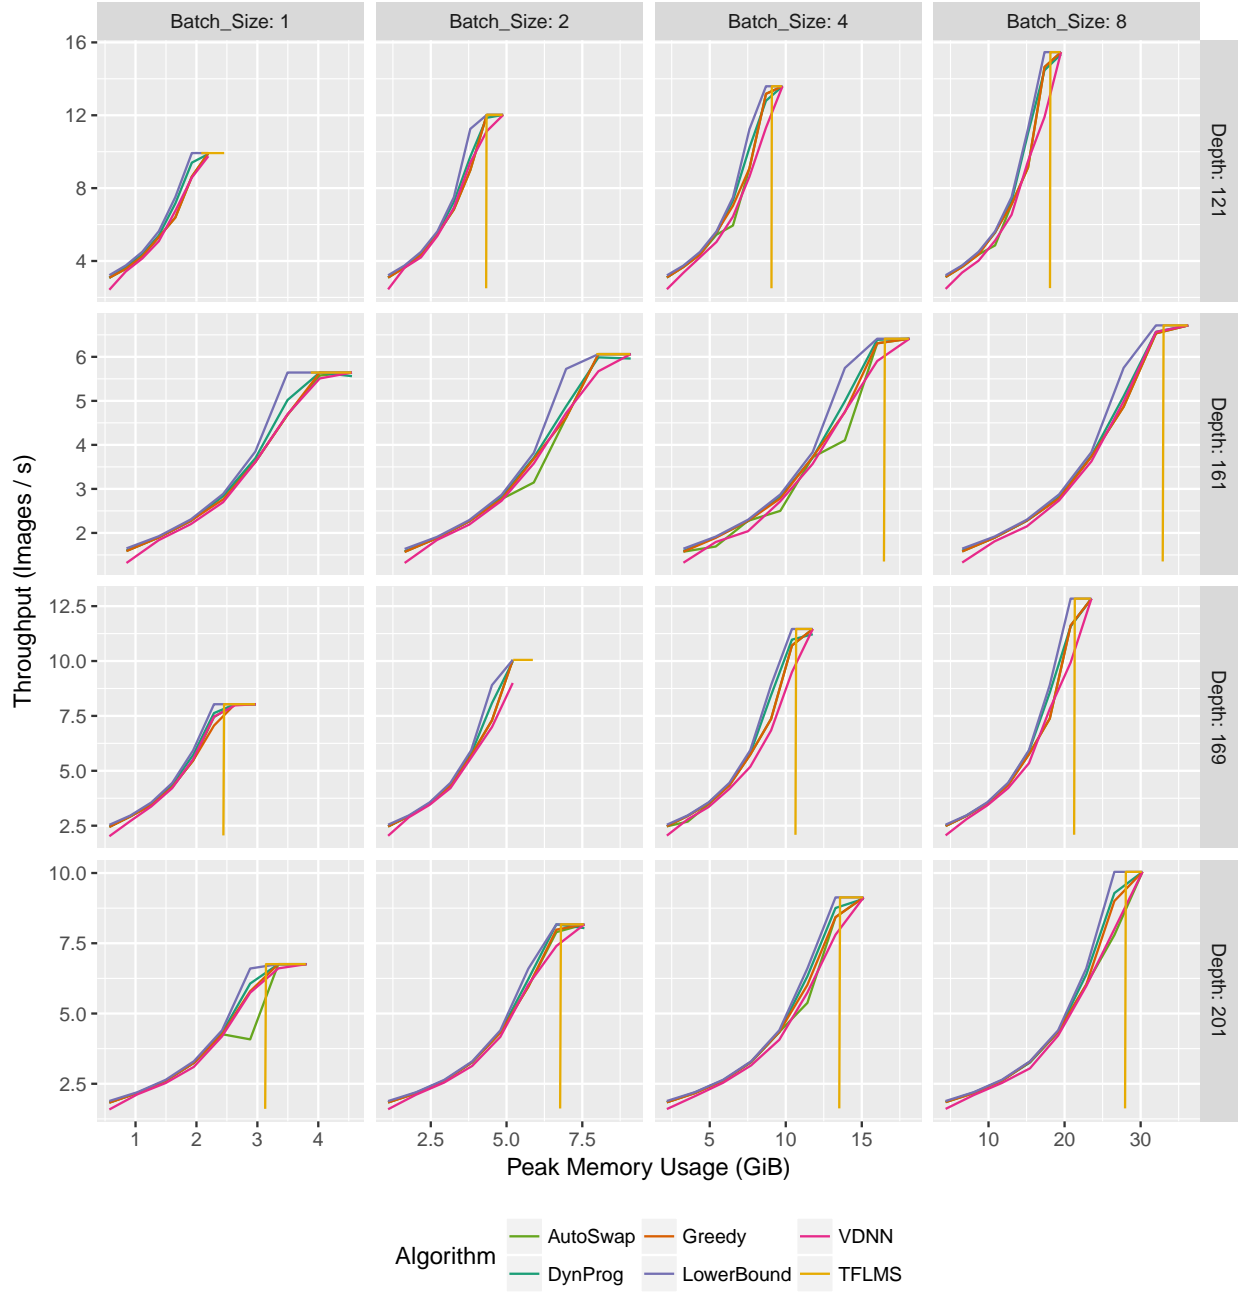 Batch_Size: 1 Batch_Size: 2 Batch_Size: 4 Batch_Size: 8
16
12
8
4
Depth: 121
6
5
4
3
2
Depth: 161
12.5
10.0
7.5
5.0
2.5
Depth: 169
10.0
7.5
5.0
2.5
Depth: 201
Throughput (Images / s)
1 2 3 4 2.5 5.0 7.5 5 10 15 10 20 30
Peak Memory Usage (GiB)
Algorithm
AutoSwap Greedy VDNN
DynProg LowerBound TFLMS